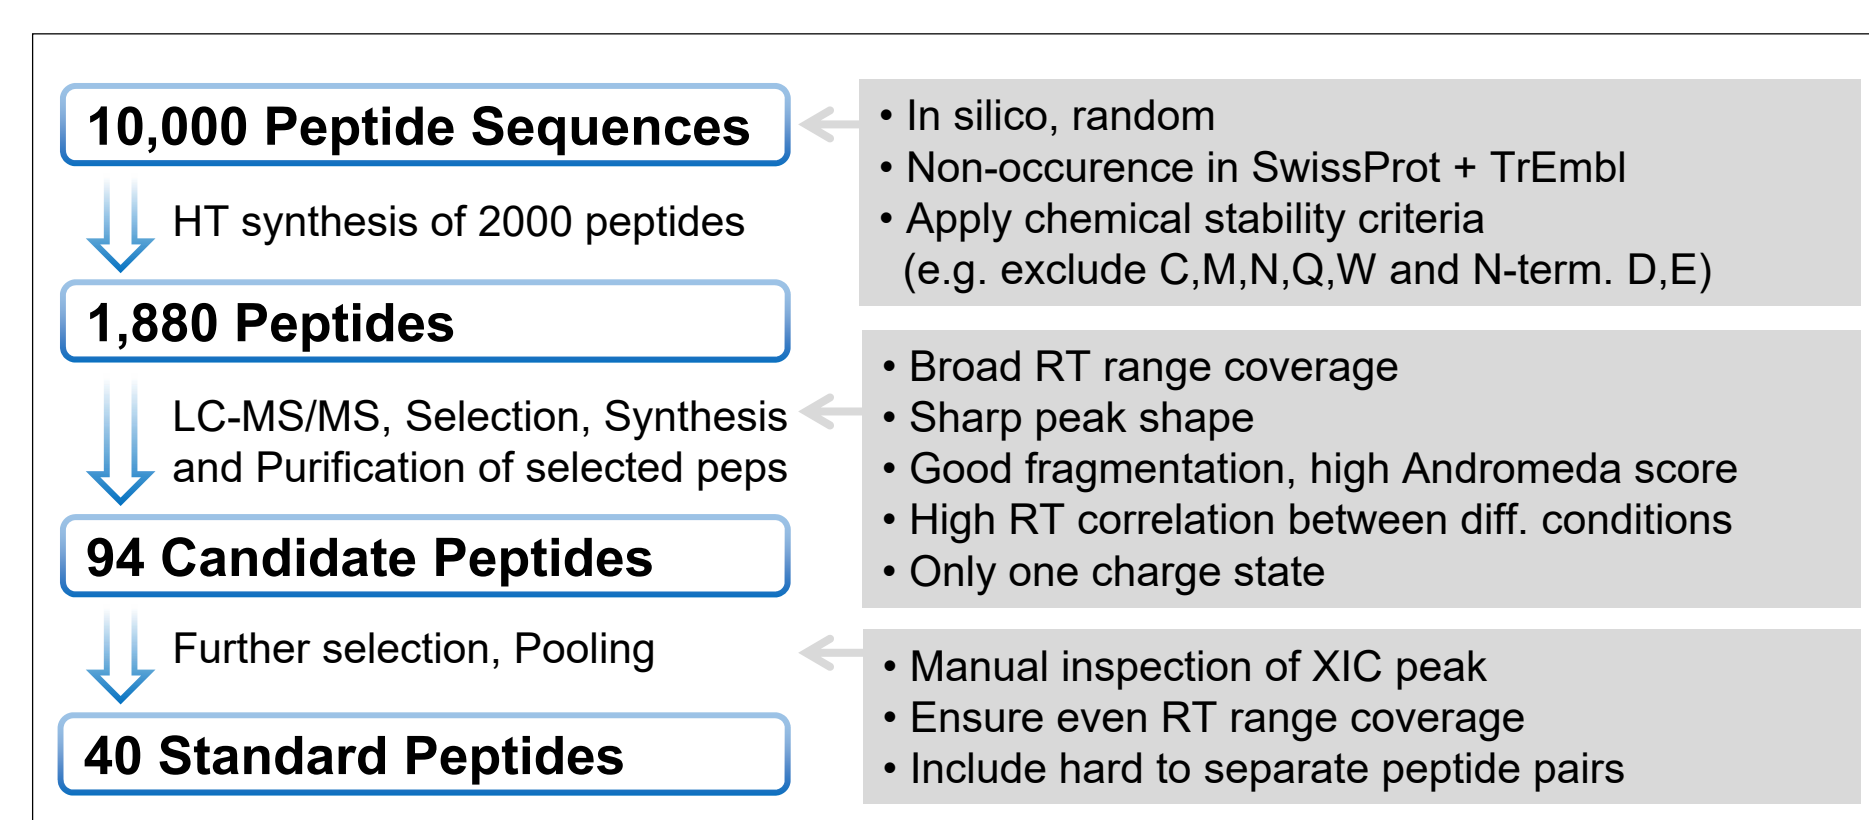 10,000 Peptide Sequences
• In silico, random
• Non-occurence in SwissProt + TrEmbl
• Apply chemical stability criteria
(e.g. exclude C,M,N,Q,W and N-term. D,E)
HT synthesis of 2000 peptides
1,880 Peptides
LC-MS/MS, Selection, Synthesis
and Purification of selected peps
• Broad RT range coverage
• Sharp peak shape
• Good fragmentation, high Andromeda score
• High RT correlation between diff. conditions
• Only one charge state
94 Candidate Peptides
Further selection, Pooling
• Manual inspection of XIC peak
• Ensure even RT range coverage
• Include hard to separate peptide pairs
40 Standard Peptides